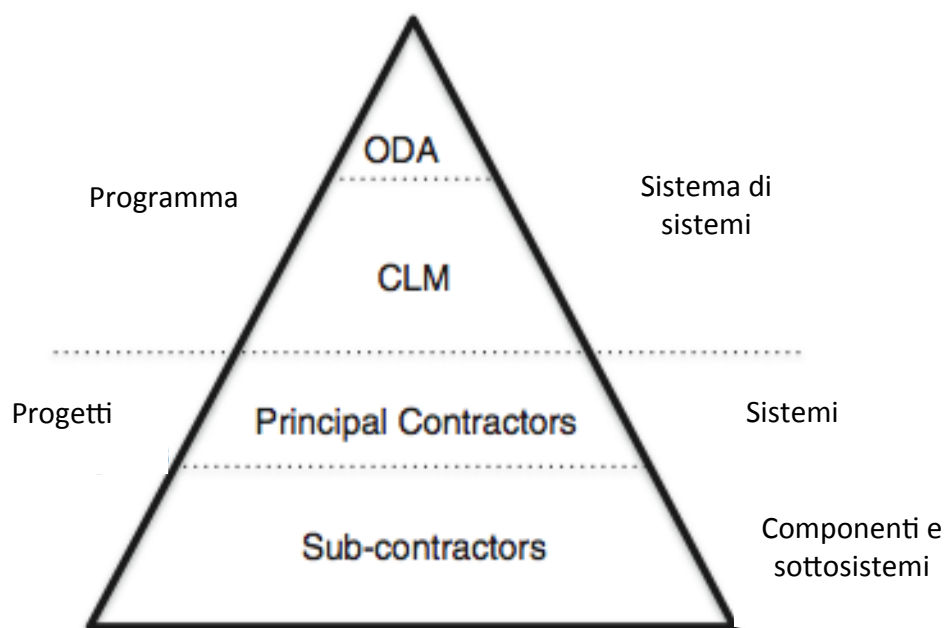 ODA
Programma
Sistema di
sistemi
CLM
Progetti
Principal Contractors
Sistemi
Sub-contractors
Componenti e
sottosistemi